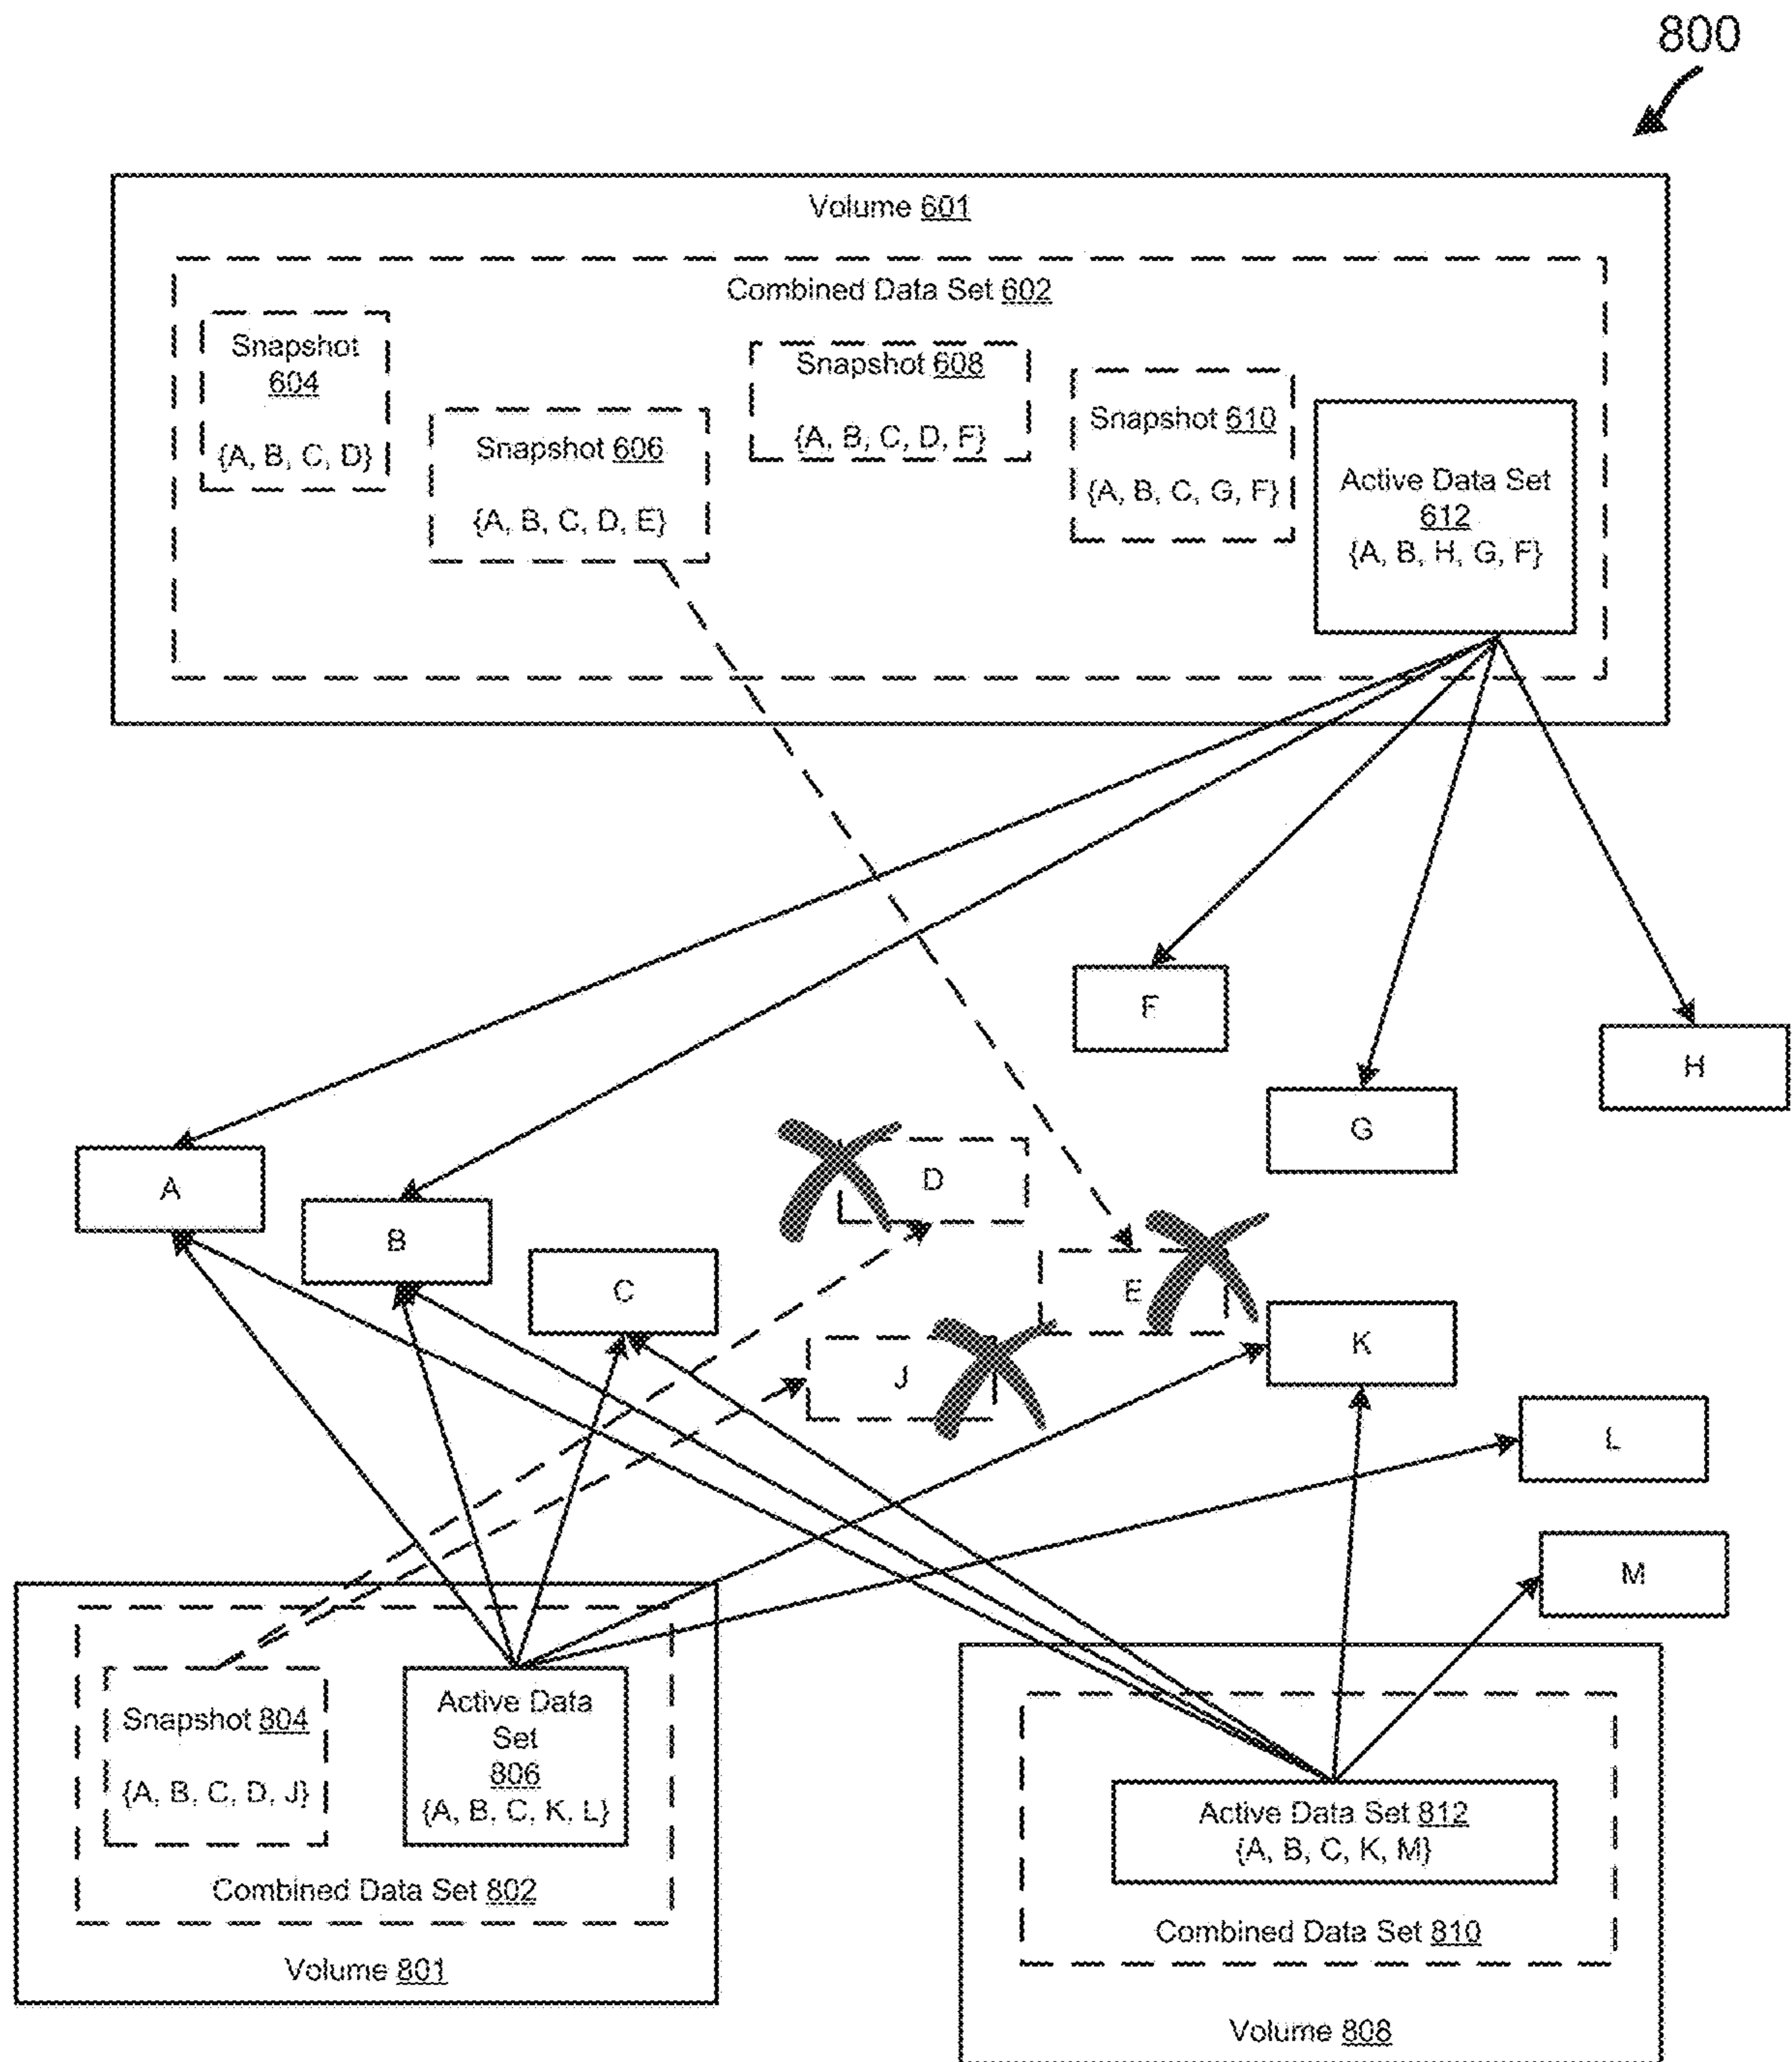 800
Volume 601
Combined Data Set 602
Snapshot
604
{A, B, C, D}
Snapshot 606
{A, B, C, D, E}
Snapshot 608
{A, B, C, D, F}
Snapshot 610
{A, B, C, G, F}
Active Data Set
612
{A, B, H, G, F}
F
H
G
A
D
B
E
C
K
J
L
M
Snapshot 804
{A, B, C, D, J}
Active Data
Set
806
{A, B, C, K, L}
Combined Data Set 802
Volume 801
Active Data Set 812
{A, B, C, K, M}
Combined Data Set 810
Volume 808